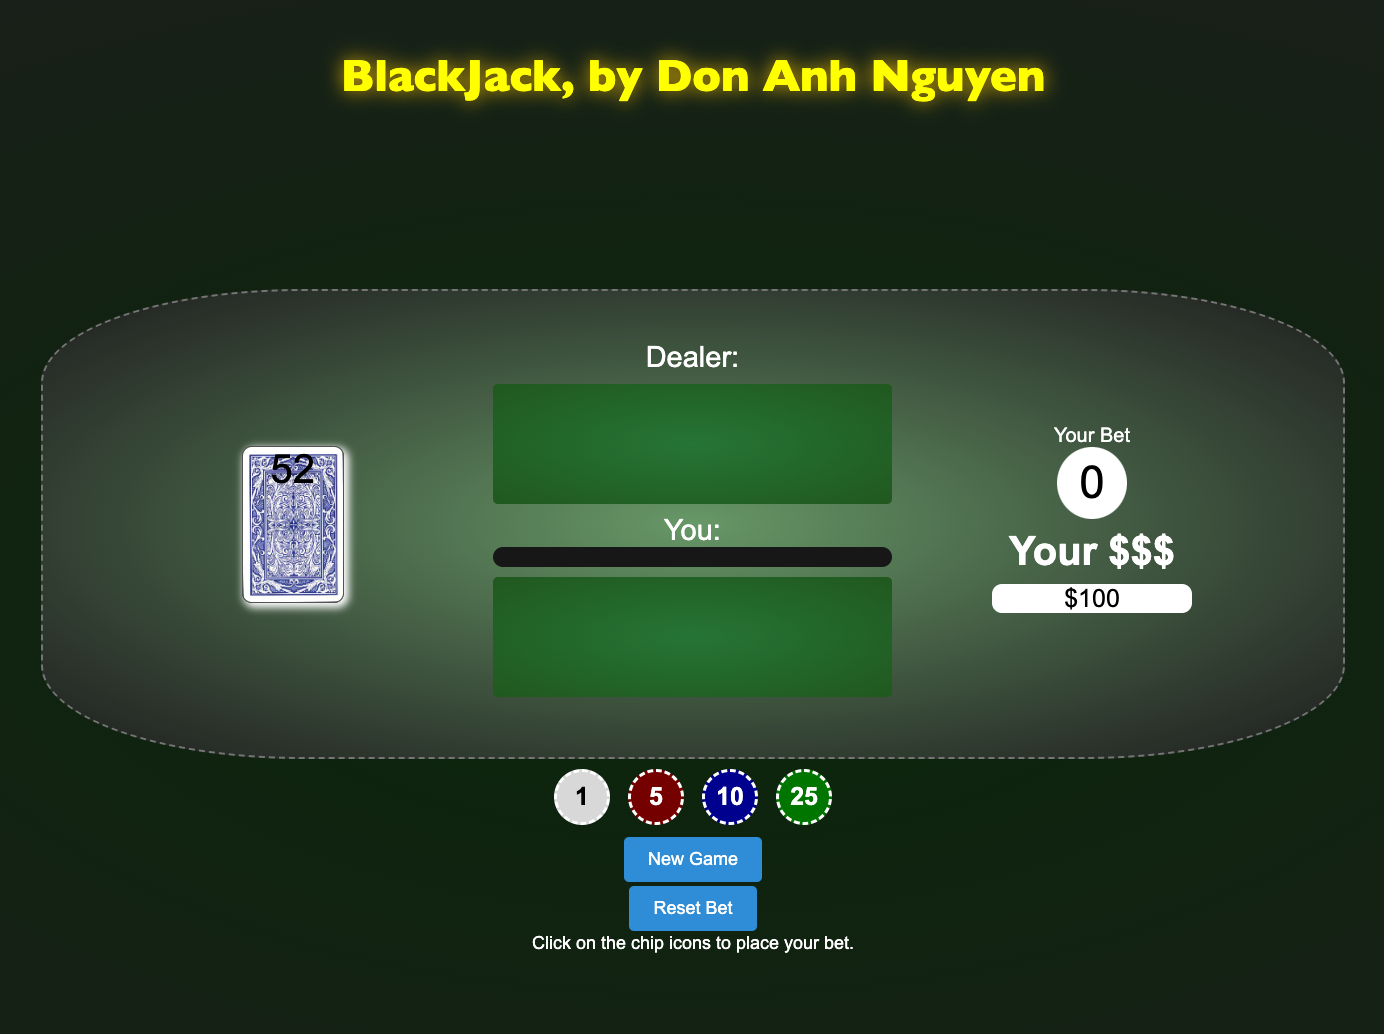 BlackJack, by Don Anh Nguyen
Dealer:
52
You:
Your Bet
0
Your $$$
$100
1
5
10
25
New Game
Reset Bet
Click on the chip icons to place your bet.